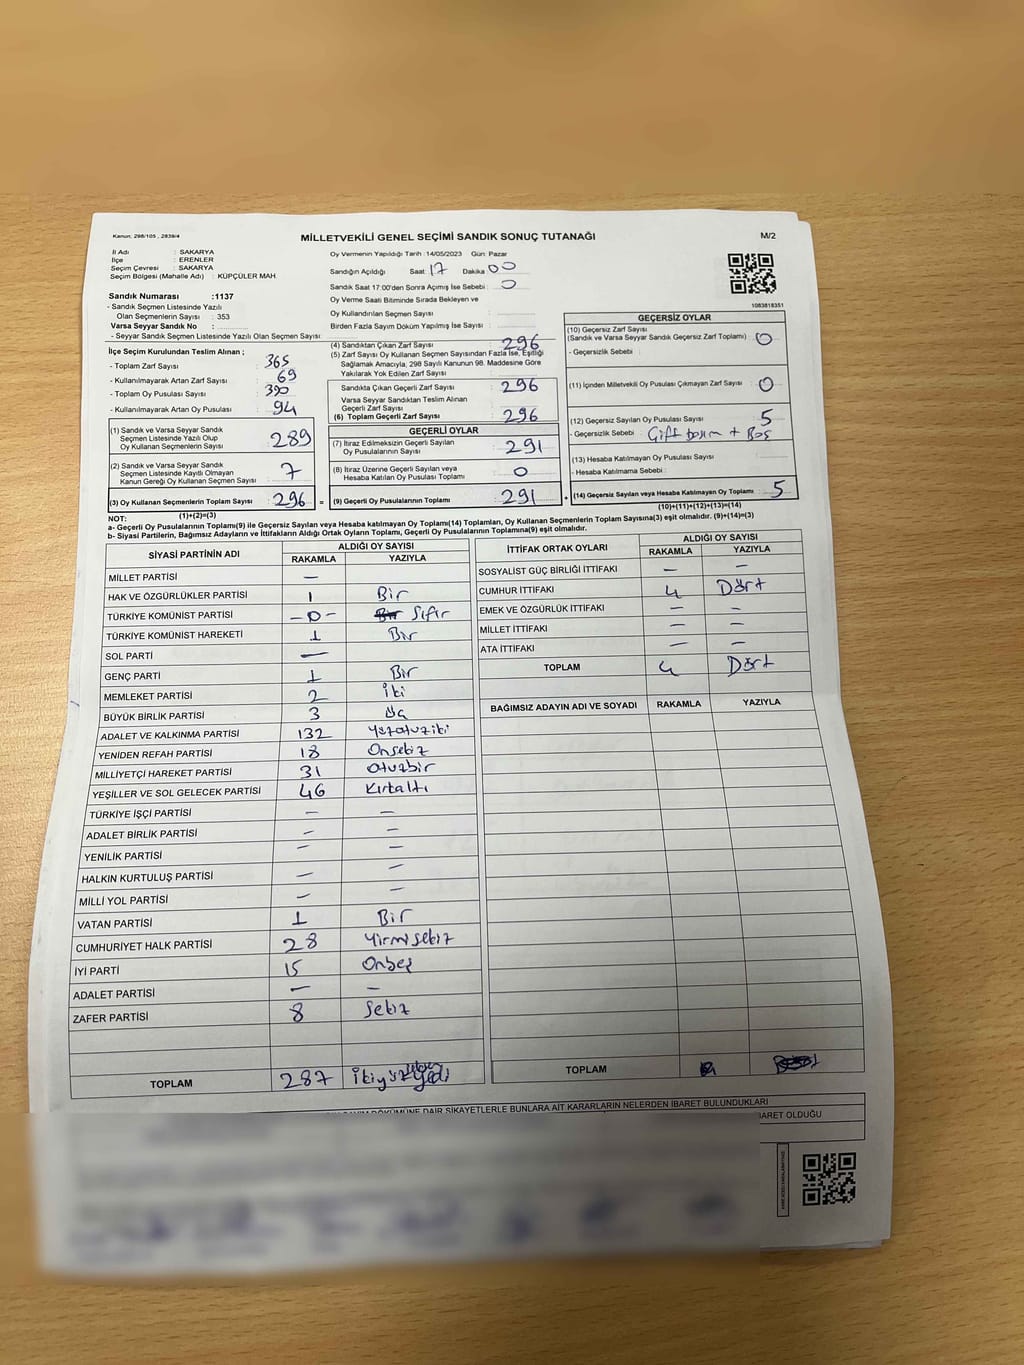 Kanun: 298/105 , 2839/4
MİLLETVEKİLİ GENEL SEÇİMİ SANDIK SONUÇ TUTANAĞI
M/2
İl Adı : SAKARYA
İlçe : ERENLER
Seçim Çevresi : SAKARYA
Seçim Bölgesi (Mahalle Adı) : KÜPÇÜLER MAH.
Sandık Numarası :1137
- Sandık Seçmen Listesinde Yazılı
Olan Seçmenlerin Sayısı : 353
Varsa Seyyar Sandık No :
- Seyyar Sandık Seçmen Listesinde Yazılı Olan Seçmen Sayısı :
Oy Vermenin Yapıldığı Tarih :14/05/2023 Gün: Pazar
Sandığın Açıldığı Saat: 17 Dakika 00
Sandık Saat 17:00'den Sonra Açımış İse Sebebi : 0
Oy Verme Saati Bitiminde Sırada Bekleyen ve
Oy Kullandırılan Seçmen Sayısı :
Birden Fazla Sayım Döküm Yapılmış İse Sayısı :
1083818351
İlçe Seçim Kurulundan Teslim Alınan ;
- Toplam Zarf Sayısı : 365
- Kullanılmayarak Artan Zarf Sayısı : 69
- Toplam Oy Pusulası Sayısı : 390
- Kullanılmayarak Artan Oy Pusulası : 94
(1) Sandık ve Varsa Seyyar Sandık
Seçmen Listesinde Yazılı Olup
Oy Kullanan Seçmenlerin Sayısı : 289
(2) Sandık ve Varsa Seyyar Sandık
Seçmen Listesinde Kayıtlı Olmayan
Kanun Gereği Oy Kullanan Seçmen Sayısı : 7
(3) Oy Kullanan Seçmenlerin Toplam Sayısı : 296 =
(1)+(2)=(3)
(4) Sandıktan Çıkan Zarf Sayısı : 296
(5) Zarf Sayısı Oy Kullanan Seçmen Sayısından Fazla İse, Eşitliği
Sağlamak Amacıyla, 298 Sayılı Kanunun 98. Maddesine Göre
Yakılarak Yok Edilen Zarf Sayısı :
Sandıkta Çıkan Geçerli Zarf Sayısı : 296
Varsa Seyyar Sandıktan Teslim Alınan
Geçerli Zarf Sayısı :
(6) Toplam Geçerli Zarf Sayısı : 296
GEÇERLİ OYLAR
(7) İtiraz Edilmeksizin Geçerli Sayılan
Oy Pusulasının Sayısı : 291
(8) İtiraz Üzerine Geçerli Sayılan veya
Hesaba Katılan Oy Pusulası Toplamı : 0
(9) Geçerli Oy Pusulalarının Toplamı : 291 +
GEÇERSİZ OYLAR
(10) Geçersiz Zarf Sayısı
(Sandık ve Varsa Seyyar Sandık Geçersiz Zarf Toplamı) : 0
- Geçersizlik Sebebi :
(11) İçinden Milletvekili Oy Pusulası Çıkmayan Zarf Sayısı : 0
(12) Geçersiz Sayılan Oy Pusulası Sayısı : 5
- Geçersizlik Sebebi : Çift basım + Boş
(13) Hesaba Katılmayan Oy Pusulası Sayısı :
- Hesaba Katılmama Sebebi :
(14) Geçersiz Sayılan veya Hesaba Katılmayan Oy Toplamı : 5
(10)+(11)+(12)+(13)=(14)
NOT:
a- Geçerli Oy Pusulalarının Toplamı(9) ile Geçersiz Sayılan veya Hesaba katılmayan Oy Toplamı(14) Toplamları, Oy Kullanan Seçmenlerin Toplam Sayısına(3) eşit olmalıdır. (9)+(14)=(3)
b- Siyasi Partilerin, Bağımsız Adayların ve İttifakların Aldığı Ortak Oyların Toplamı, Geçerli Oy Pusulalarının Toplamına(9) eşit olmalıdır.
SİYASİ PARTİNİN ADI ALDIĞI OY SAYISI
RAKAMLA YAZIYLA
MİLLET PARTİSİ —
HAK VE ÖZGÜRLÜKLER PARTİSİ 1 Bir
TÜRKİYE KOMÜNİST PARTİSİ -0- Sıfır
TÜRKİYE KOMÜNİST HAREKETİ 1 Bir
SOL PARTİ —
GENÇ PARTİ 1 Bir
MEMLEKET PARTİSİ 2 İki
BÜYÜK BİRLİK PARTİSİ 3 Üç
ADALET VE KALKINMA PARTİSİ 132 Yüzotuziki
YENİDEN REFAH PARTİSİ 18 Onsekiz
MİLLİYETÇİ HAREKET PARTİSİ 31 Otuzbir
YEŞİLLER VE SOL GELECEK PARTİSİ 46 Kırkaltı
TÜRKİYE İŞÇİ PARTİSİ — —
ADALET BİRLİK PARTİSİ — —
YENİLİK PARTİSİ — —
HALKIN KURTULUŞ PARTİSİ — —
MİLLİ YOL PARTİSİ — —
VATAN PARTİSİ 1 Bir
CUMHURİYET HALK PARTİSİ 28 Yirmisekiz
İYİ PARTİ 15 Onbeş
ADALET PARTİSİ — —
ZAFER PARTİSİ 8 Sekiz
TOPLAM 287 İkiyüz Yedi
İTTİFAK ORTAK OYLARI ALDIĞI OY SAYISI
RAKAMLA YAZIYLA
SOSYALİST GÜÇ BİRLİĞİ İTTİFAKI — —
CUMHUR İTTİFAKI 4 Dört
EMEK VE ÖZGÜRLÜK İTTİFAKI — —
MİLLET İTTİFAKI — —
ATA İTTİFAKI — —
TOPLAM 4 Dört
BAĞIMSIZ ADAYIN ADI VE SOYADI RAKAMLA YAZIYLA
TOPLAM
DÖKÜMÜNE DAİR ŞİKAYETLERLE BUNLARA AİT KARARLARIN NELERDEN İBARET BULUNDUKLARI
İBARET OLDUĞU